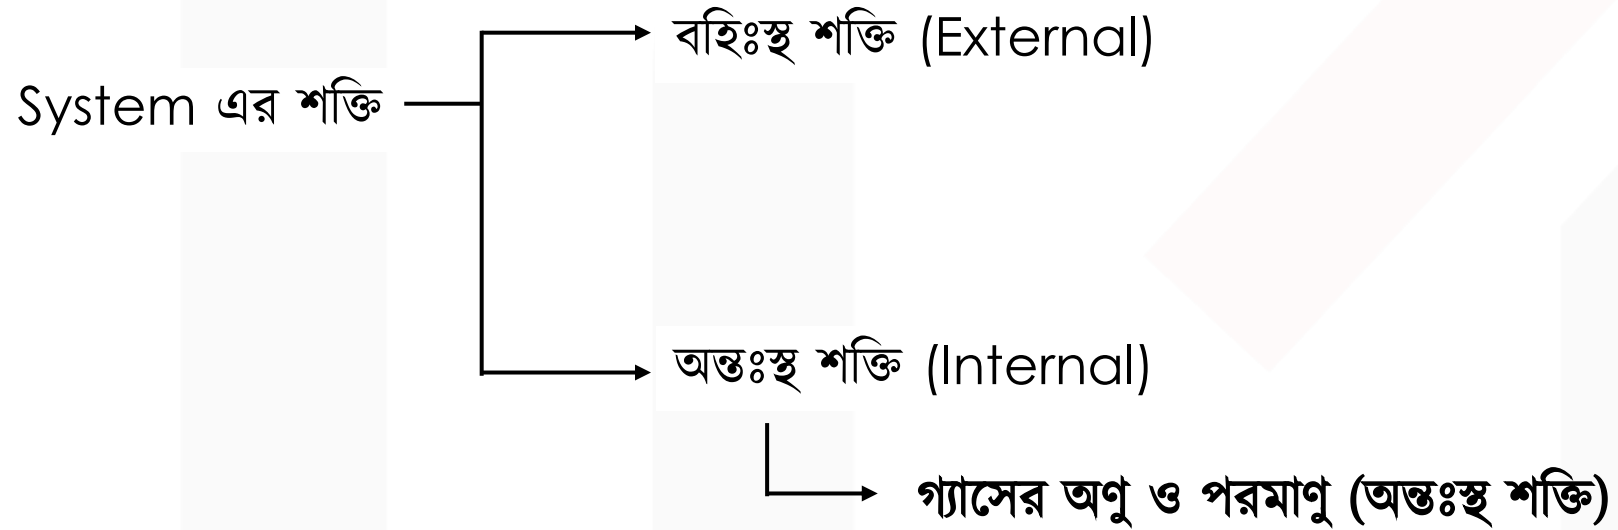 বহিঃস্থ শক্তি (External)
System এর শক্তি
অন্তঃস্থ শক্তি (Internal)
গ্যাসের অণু ও পরমাণু (অন্তঃস্থ শক্তি)